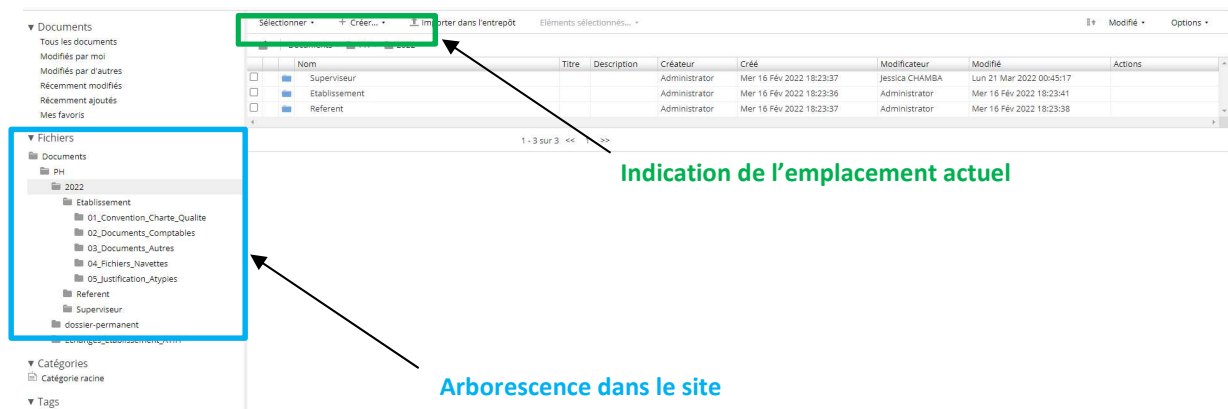 Sélectionner
Créer...
Importer dans l'entrepôt
Eléments sélectionnés...
Modifié
Options
Documents
PH
2022
Nom Titre Description Créateur Créé Modificateur Modifié Actions
Superviseur Administrator Mer 16 Fév 2022 18:23:37 Jessica CHAMBA Lun 21 Mar 2022 00:45:17
Etablissement Administrator Mer 16 Fév 2022 18:23:36 Administrator Mer 16 Fév 2022 18:23:41
Referent Administrator Mer 16 Fév 2022 18:23:37 Administrator Mer 16 Fév 2022 18:23:38
1 - 3 sur 3 << 1 >>
Documents
Tous les documents
Modifiés par moi
Modifiés par d'autres
Récemment modifiés
Récemment ajoutés
Mes favoris
Fichiers
Documents
PH
2022
Etablissement
01_Convention_Charte_Qualite
02_Documents_Comptables
03_Documents_Autres
04_Fichiers_Navettes
05_Justification_Atypies
Referent
Superviseur
dossier-permanent
Catégories
Catégorie racine
Tags
Indication de l'emplacement actuel
Arborescence dans le site